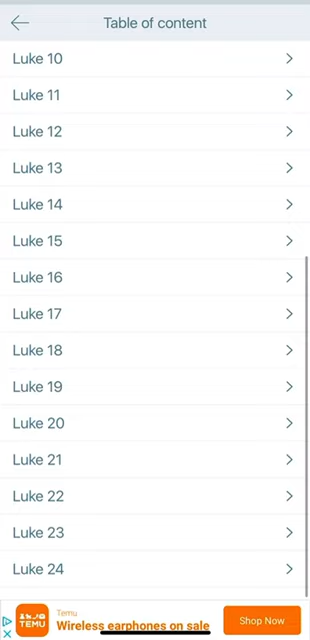 Table of content
Luke 10
Luke 11
Luke 12
Luke 13
Luke 14
Luke 15
Luke 16
Luke 17
Luke 18
Luke 19
Luke 20
Luke 21
Luke 22
Luke 23
Luke 24
TEMU
Temu
Wireless earphones on sale
Shop Now